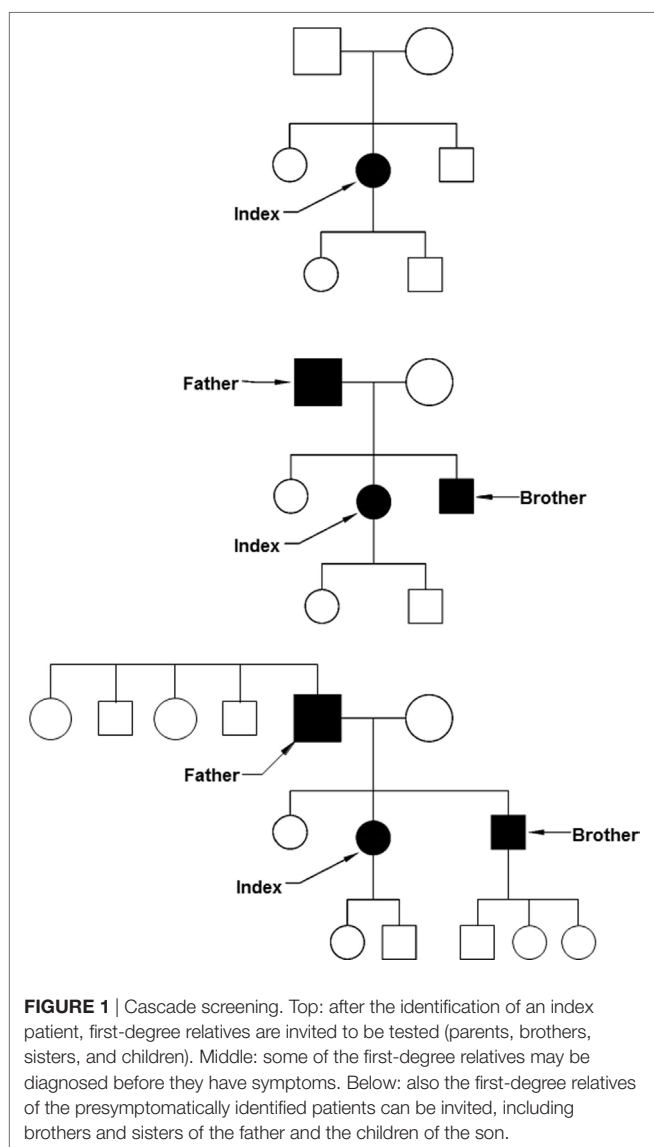 Index
Father
Brother
Index
Father
Brother
Index
FIGURE 1 | Cascade screening. Top: after the identification of an index
patient, first-degree relatives are invited to be tested (parents, brothers,
sisters, and children). Middle: some of the first-degree relatives may be
diagnosed before they have symptoms. Below: also the first-degree relatives
of the presymptomatically identified patients can be invited, including
brothers and sisters of the father and the children of the son.